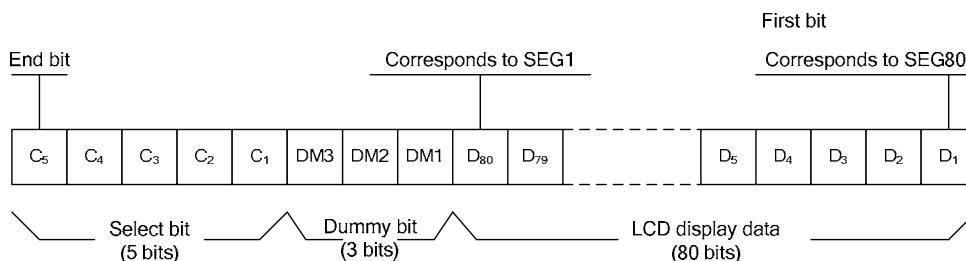 First bit
End bit
Corresponds to SEG1
Corresponds to SEG80
C₅ C₄ C₃ C₂ C₁ DM3 DM2 DM1 D₈₀ D₇₉ D₅ D₄ D₃ D₂ D₁
Select bit
(5 bits)
Dummy bit
(3 bits)
LCD display data
(80 bits)